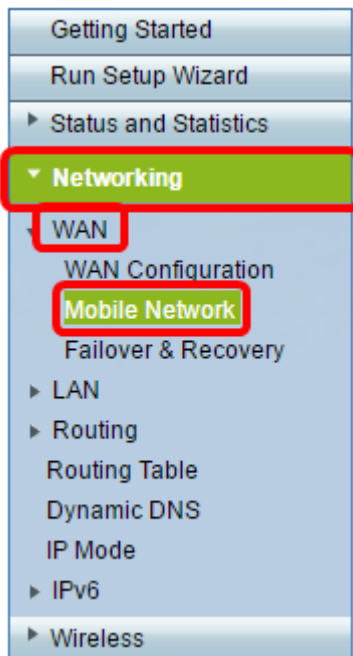 Getting Started
Run Setup Wizard
Status and Statistics
Networking
WAN
WAN Configuration
Mobile Network
Failover & Recovery
LAN
Routing
Routing Table
Dynamic DNS
IP Mode
IPv6
Wireless